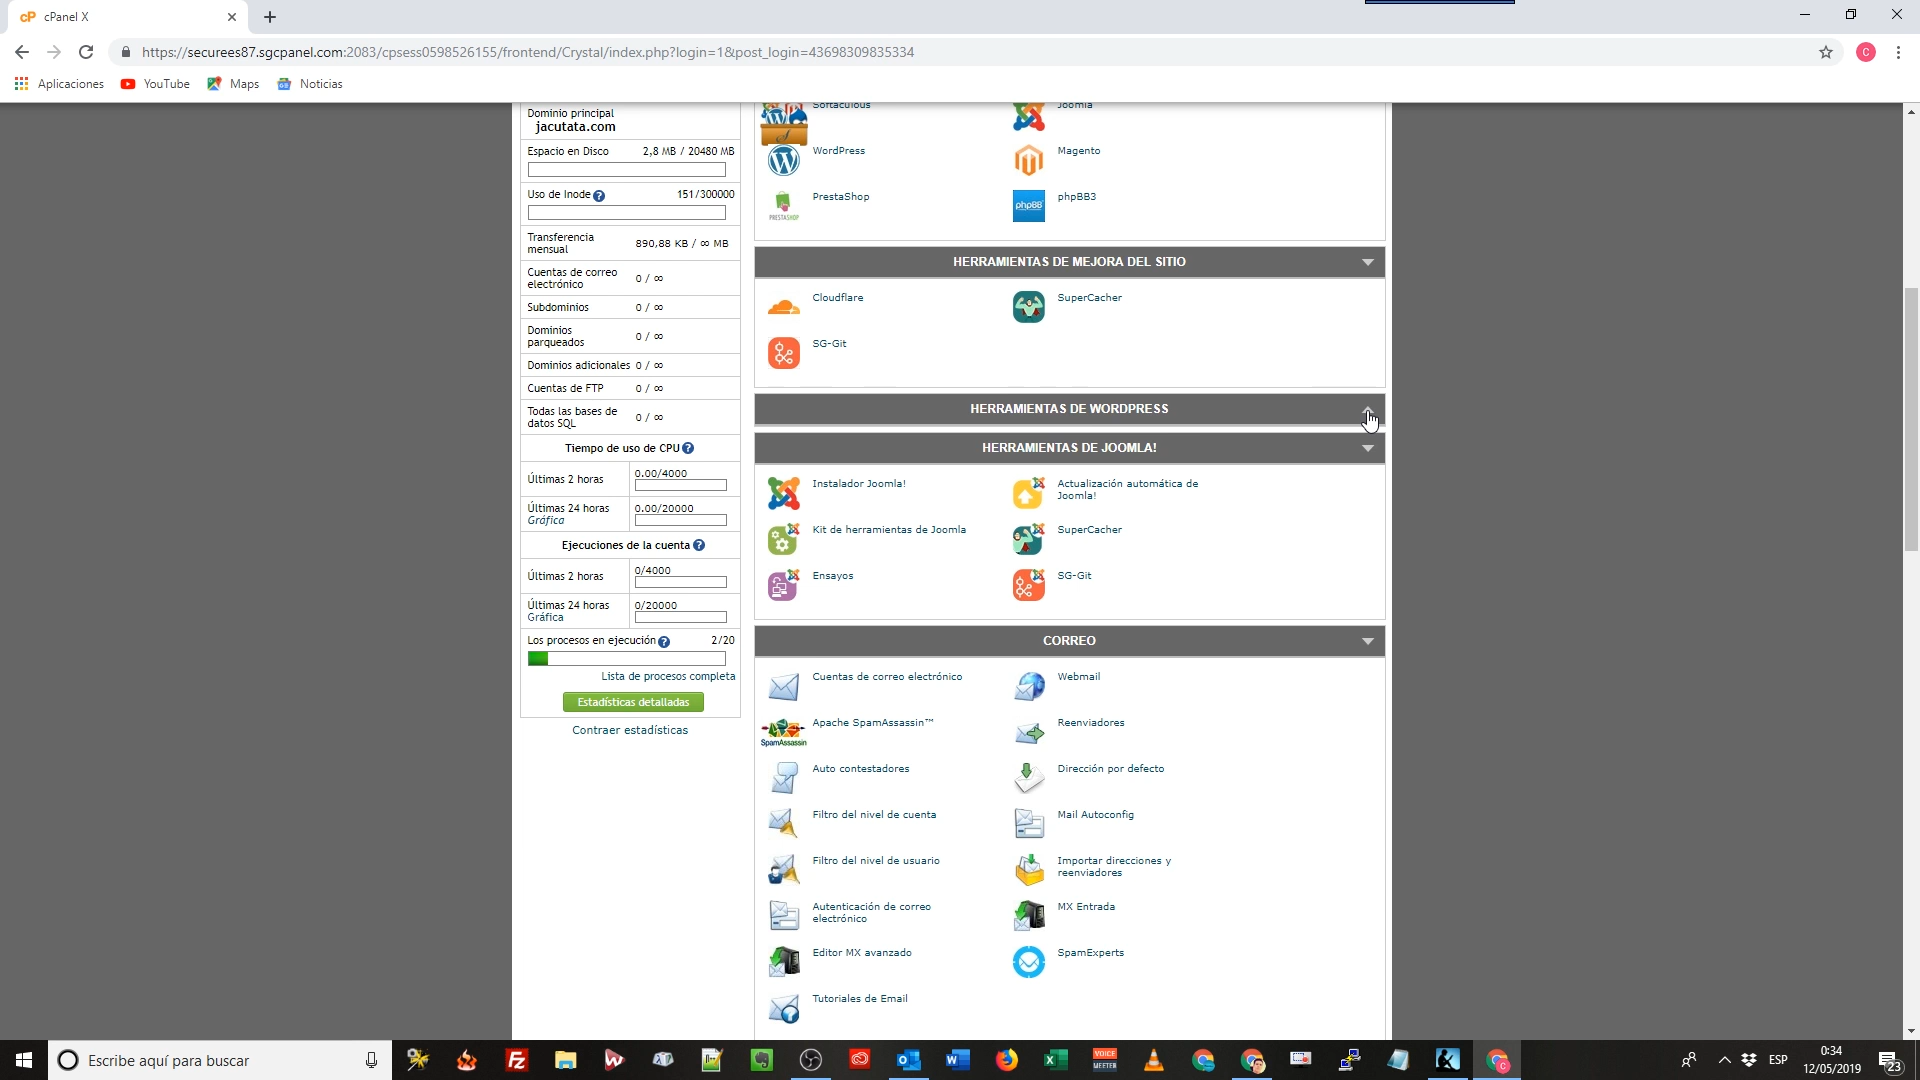 cPanel X
https://securees87.sgcpanel.com:2083/cpsess0598526155/frontend/Crystal/index.php?login=1&post_login=43698309835334
C
Aplicaciones YouTube Maps Noticias
Dominio principal
jacutata.com
Espacio en Disco 2,8 MB / 20480 MB
Uso de Inode 151/300000
Transferencia mensual 890,88 KB / ∞ MB
Cuentas de correo electrónico 0 / ∞
Subdominios 0 / ∞
Dominios parqueados 0 / ∞
Dominios adicionales 0 / ∞
Cuentas de FTP 0 / ∞
Todas las bases de datos SQL 0 / ∞
Tiempo de uso de CPU
Últimas 2 horas 0.00/4000
Últimas 24 horas 0.00/20000
Gráfica
Ejecuciones de la cuenta
Últimas 2 horas 0/4000
Últimas 24 horas 0/20000
Gráfica
Los procesos en ejecución 2/20
Lista de procesos completa
Estadísticas detalladas
Contraer estadísticas
Softaculous Joomla
WordPress Magento
PrestaShop phpBB3
PRESTASHOP phpBB
HERRAMIENTAS DE MEJORA DEL SITIO
Cloudflare SuperCacher
SG-Git
HERRAMIENTAS DE WORDPRESS
HERRAMIENTAS DE JOOMLA!
Instalador Joomla! Actualización automática de
Joomla!
Kit de herramientas de Joomla SuperCacher
Ensayos SG-Git
CORREO
Cuentas de correo electrónico Webmail
Apache SpamAssassin™ Reenviadores
SpamAssassin
Auto contestadores Dirección por defecto
Filtro del nivel de cuenta Mail Autoconfig
Filtro del nivel de usuario Importar direcciones y
reenviadores
Autenticación de correo MX Entrada
electrónico
Editor MX avanzado SpamExperts
Tutoriales de Email
Escribe aquí para buscar
VOICE
MEETER
ESP
0:34
12/05/2019
23